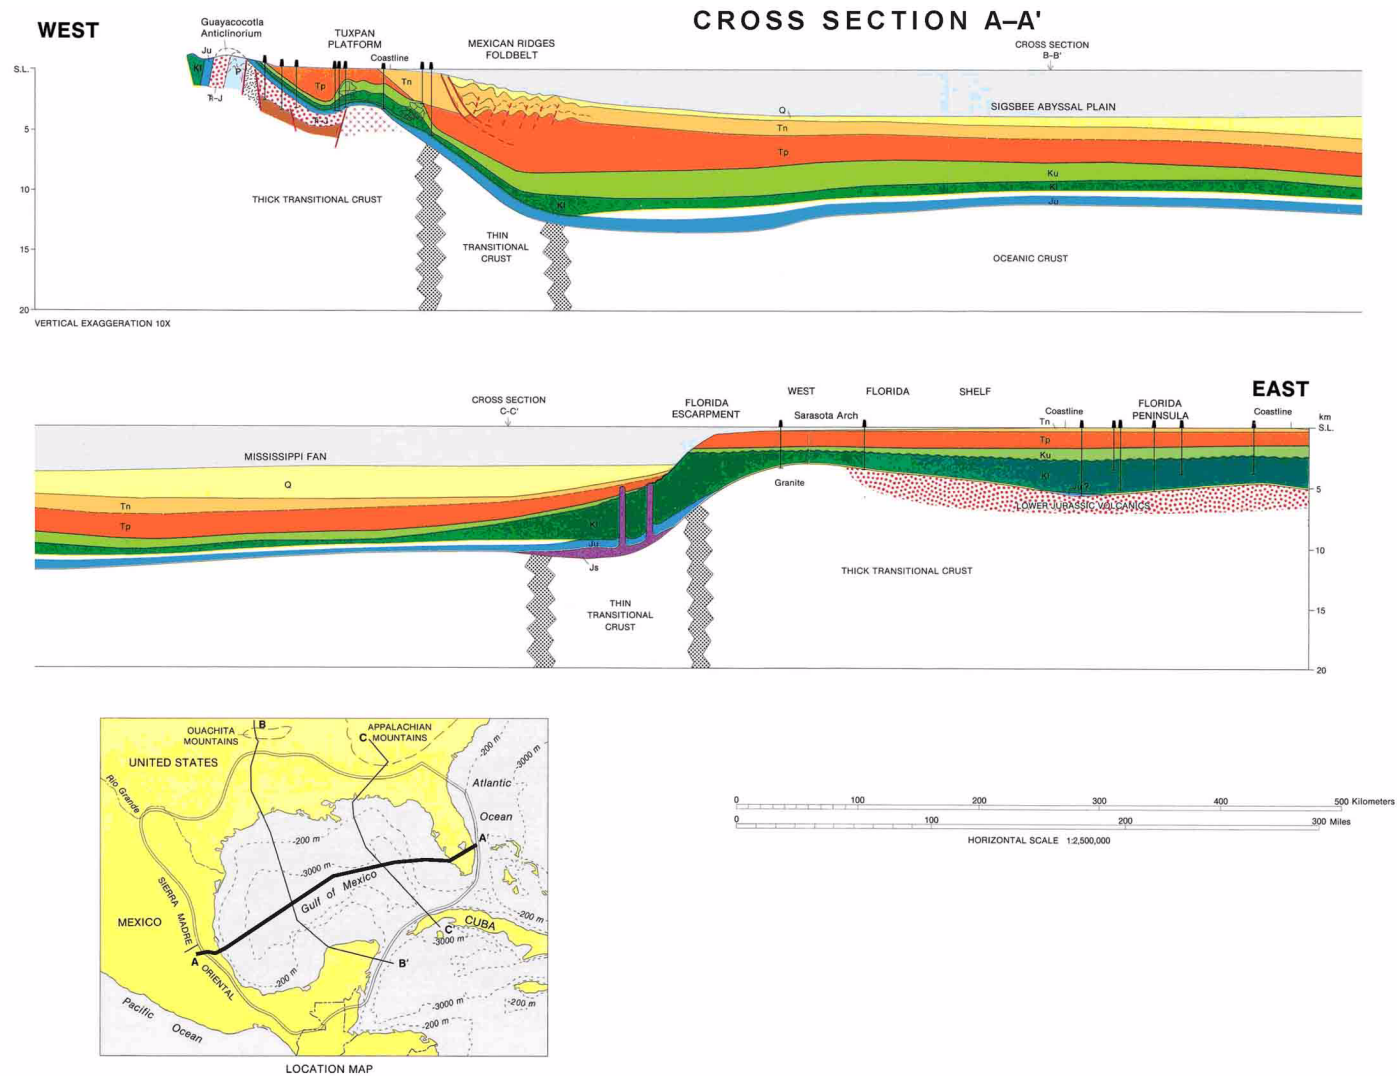 CROSS SECTION A–A'
WEST
Guayacocotla
Anticlinorium
TUXPAN
PLATFORM
Coastline
MEXICAN RIDGES
FOLDBELT
CROSS SECTION
B-B'
Ju
S.L.
Kl
P
Tp
Tn
Q
SIGSBEE ABYSSAL PLAIN
Tn
Tp
Ku
Kl
Ju
Kl
5
10
15
20
THICK TRANSITIONAL CRUST
THIN
TRANSITIONAL
CRUST
OCEANIC CRUST
VERTICAL EXAGGERATION 10X
EAST
CROSS SECTION
C-C'
FLORIDA
ESCARPMENT
WEST FLORIDA SHELF
Sarasota Arch
Coastline
FLORIDA
PENINSULA
Coastline
km
S.L.
Tn
Tp
Ku
Kl
MISSISSIPPI FAN
Q
Tn
Tp
Kl
Ju
Js
Granite
LOWER JURASSIC VOLCANICS
5
10
15
20
THICK TRANSITIONAL CRUST
THIN
TRANSITIONAL
CRUST
B
OUACHITA
MOUNTAINS
C
APPALACHIAN
MOUNTAINS
UNITED STATES
Rio Grande
-200 m
-3000 m
Atlantic
Ocean
A'
-200 m
-3000 m
Gulf of Mexico
SIERRA MADRE ORIENTAL
MEXICO
A
-200 m
B'
C'
CUBA
-3000 m
-200 m
-3000 m
-200 m
-200 m
Pacific
Ocean
LOCATION MAP
0 100 200 300 400 500 Kilometers
0 100 200 300 Miles
HORIZONTAL SCALE 1:2,500,000